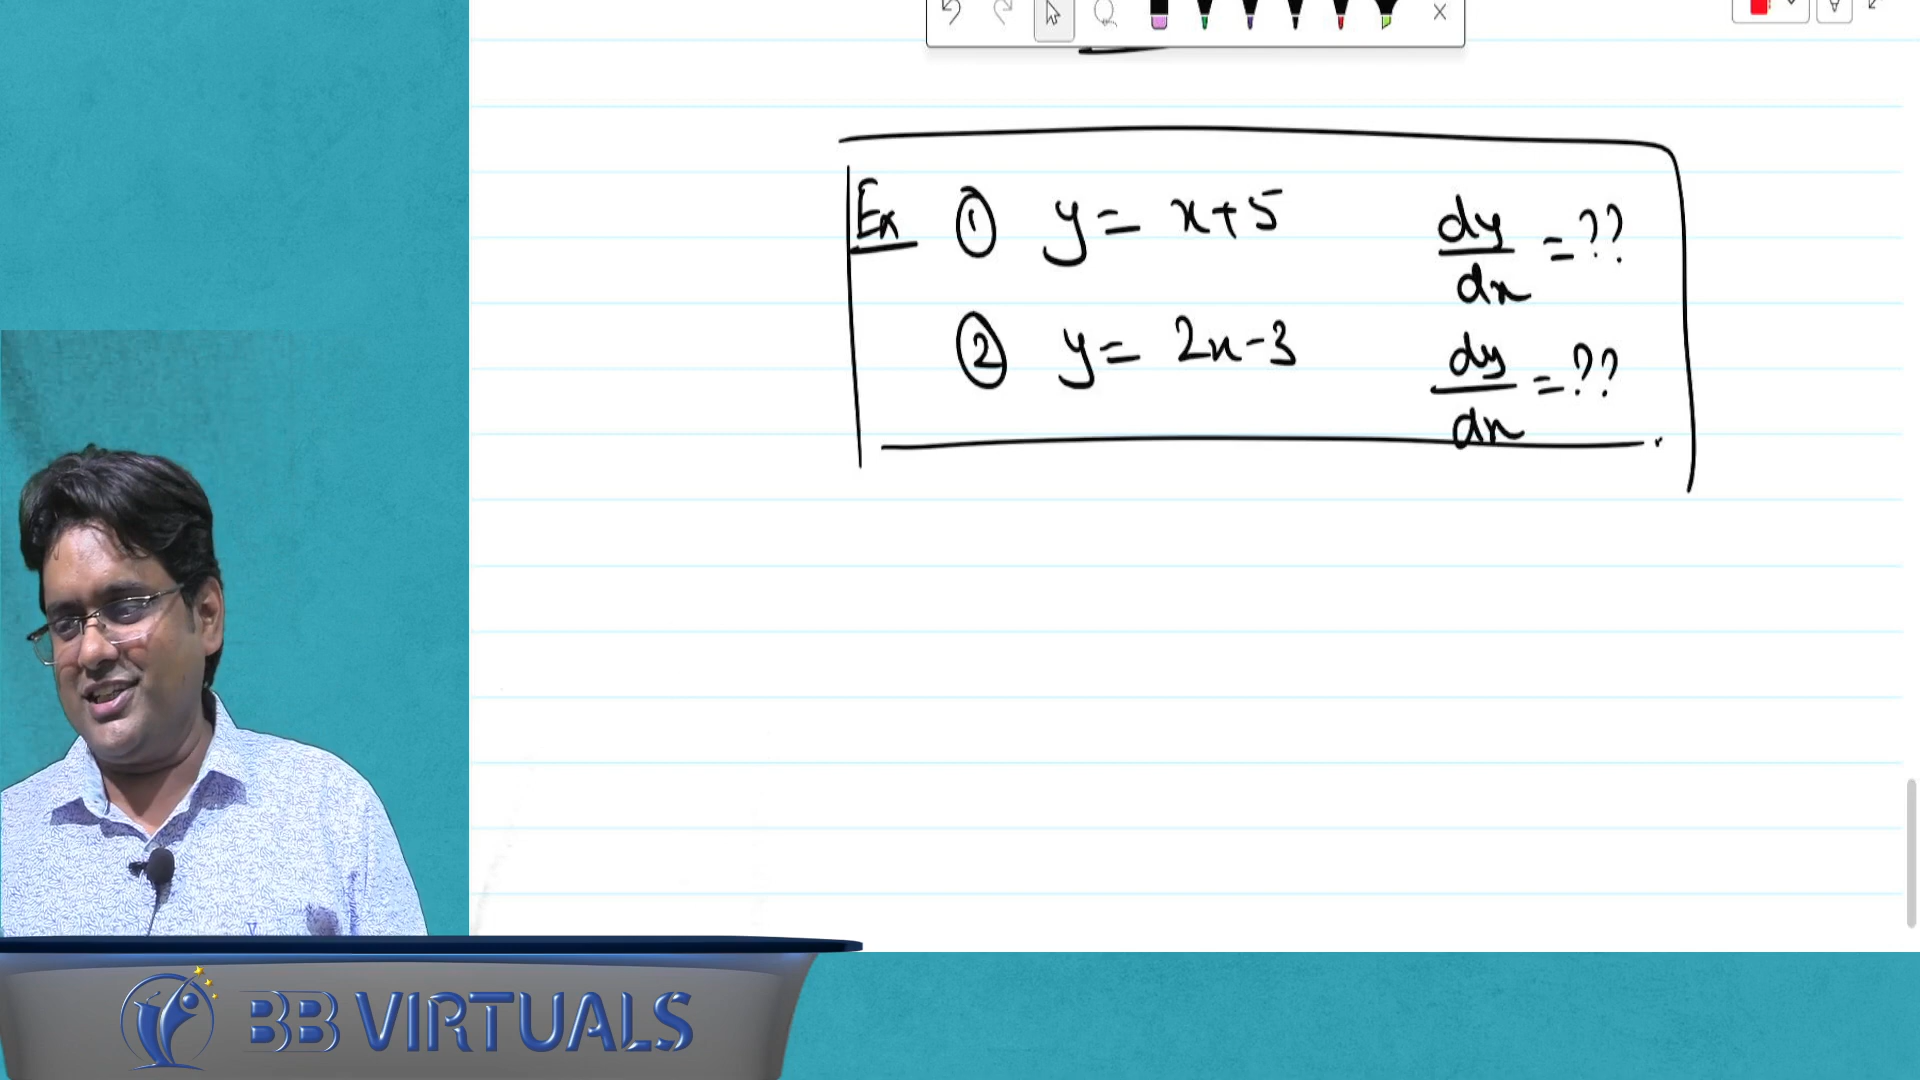 Ex ① y = x+5 dy/dx = ??
② y = 2x-3 dy/dx = ??
BB VIRTUALS